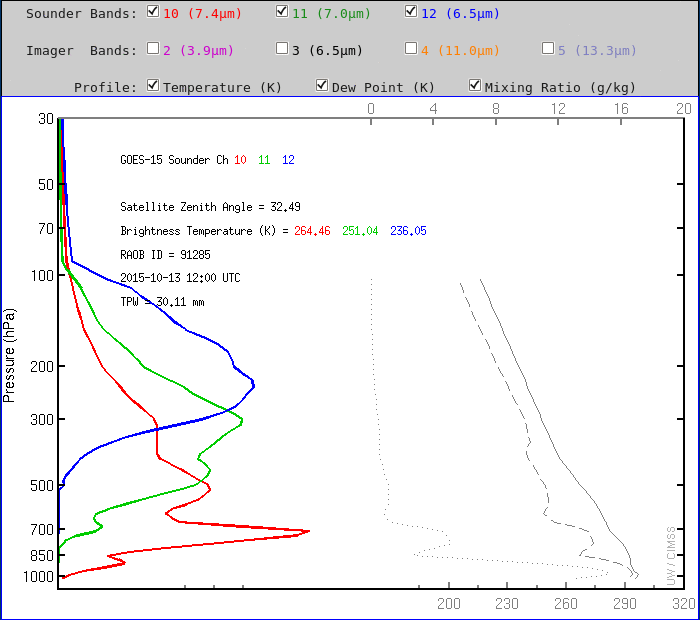 Sounder Bands: 10 (7.4µm) 11 (7.0µm) 12 (6.5µm)
Imager Bands: 2 (3.9µm) 3 (6.5µm) 4 (11.0µm) 5 (13.3µm)
Profile: Temperature (K) Dew Point (K) Mixing Ratio (g/kg)
0 4 8 12 16 20
30
GOES-15 Sounder Ch 10 11 12
50
Satellite Zenith Angle = 32.49
70
Brightness Temperature (K) = 264.46 251.04 236.05
RAOB ID = 91285
100
2015-10-13 12:00 UTC
TPW = 30.11 mm
Pressure (hPa)
200
300
500
700
850
1000
UW / CIMSS
200 230 260 290 320